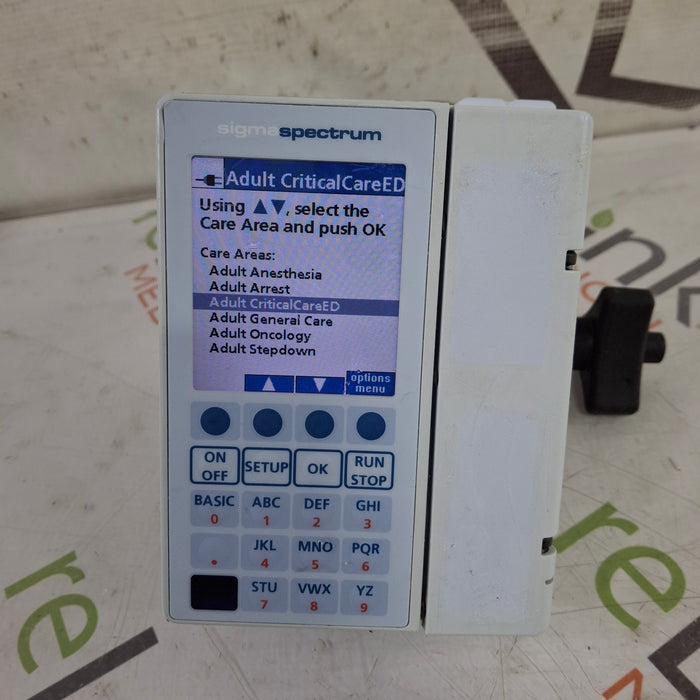 sigmaspectrum
Adult CriticalCareED
Using ▲▼, select the
Care Area and push OK
Care Areas:
Adult Anesthesia
Adult Arrest
Adult CriticalCareED
Adult General Care
Adult Oncology
Adult Stepdown
options
menu
ON
OFF
SETUP
OK
RUN
STOP
BASIC
0
ABC
1
DEF
2
GHI
3
.
JKL
4
MNO
5
PQR
6
STU
7
VWX
8
YZ
9
re
rel